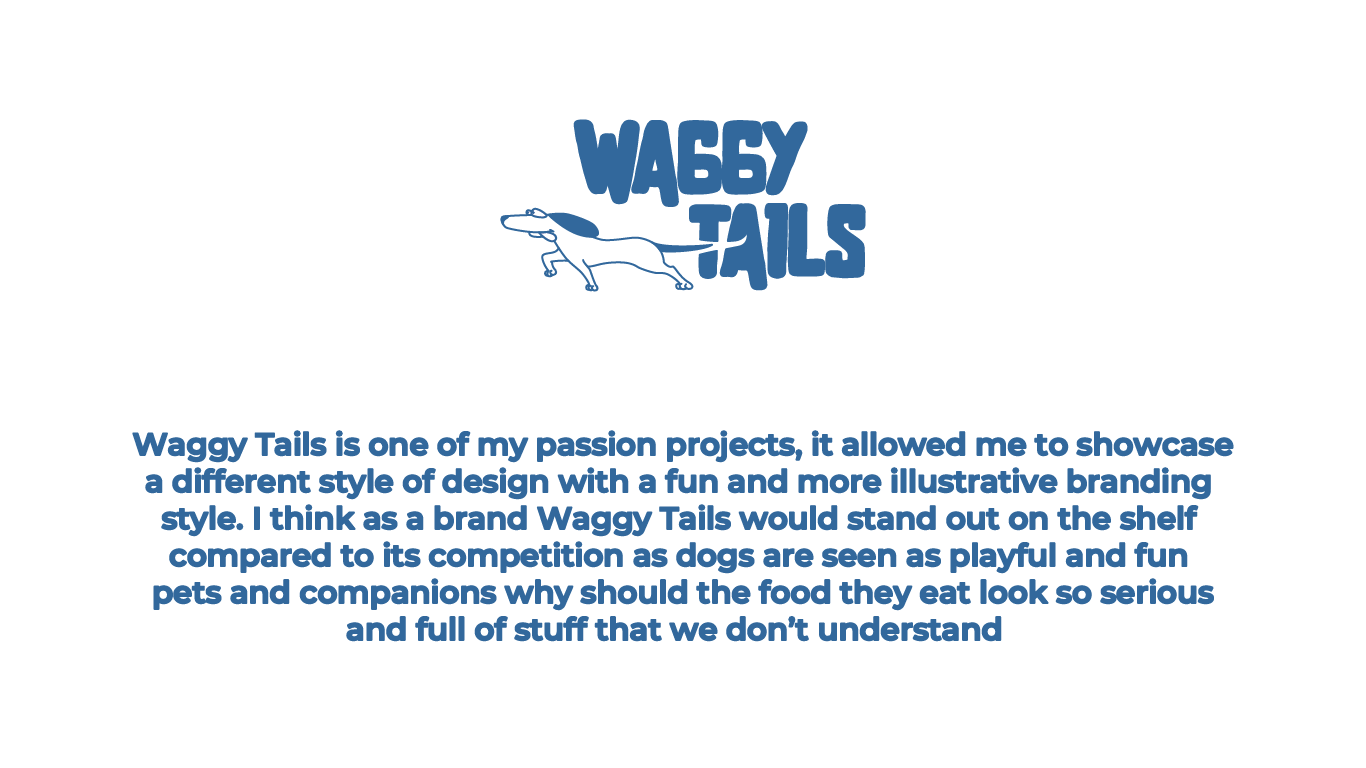 WAGGY
TAILS
Waggy Tails is one of my passion projects, it allowed me to showcase
a different style of design with a fun and more illustrative branding
style. I think as a brand Waggy Tails would stand out on the shelf
compared to its competition as dogs are seen as playful and fun
pets and companions why should the food they eat look so serious
and full of stuff that we don’t understand